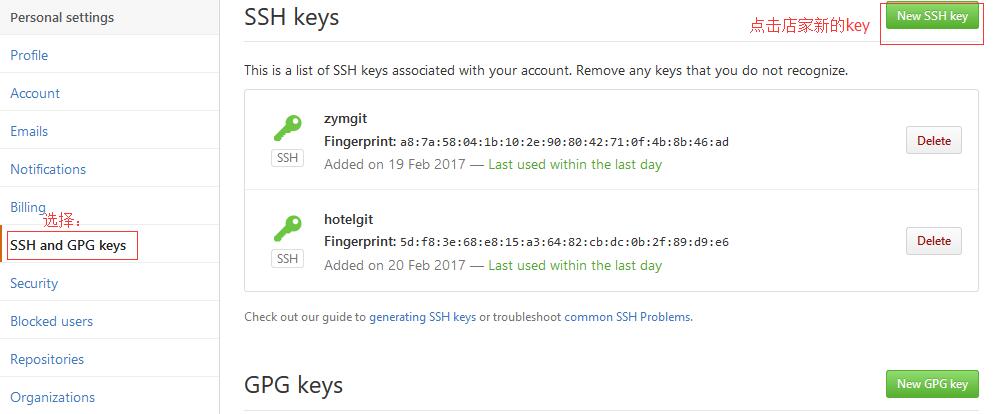 Personal settings
Profile
Account
Emails
Notifications
Billing
选择：
SSH and GPG keys
Security
Blocked users
Repositories
Organizations
SSH keys
点击店家新的key
New SSH key
This is a list of SSH keys associated with your account. Remove any keys that you do not recognize.
zymgit
Fingerprint: a8:7a:58:04:1b:10:2e:90:80:42:71:0f:4b:8b:46:ad
SSH
Added on 19 Feb 2017 — Last used within the last day
Delete
hotelgit
Fingerprint: 5d:f8:3e:68:e8:15:a3:64:82:cb:dc:0b:2f:89:d9:e6
SSH
Added on 20 Feb 2017 — Last used within the last day
Delete
Check out our guide to generating SSH keys or troubleshoot common SSH Problems.
GPG keys
New GPG key